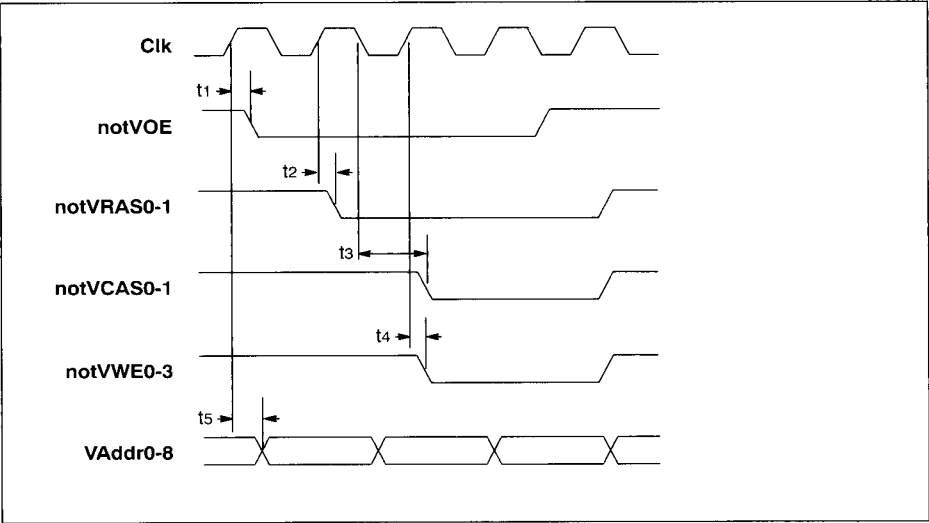 Clk
t1
notVOE
t2
notVRAS0-1
t3
notVCAS0-1
t4
notVWE0-3
t5
VAddr0-8